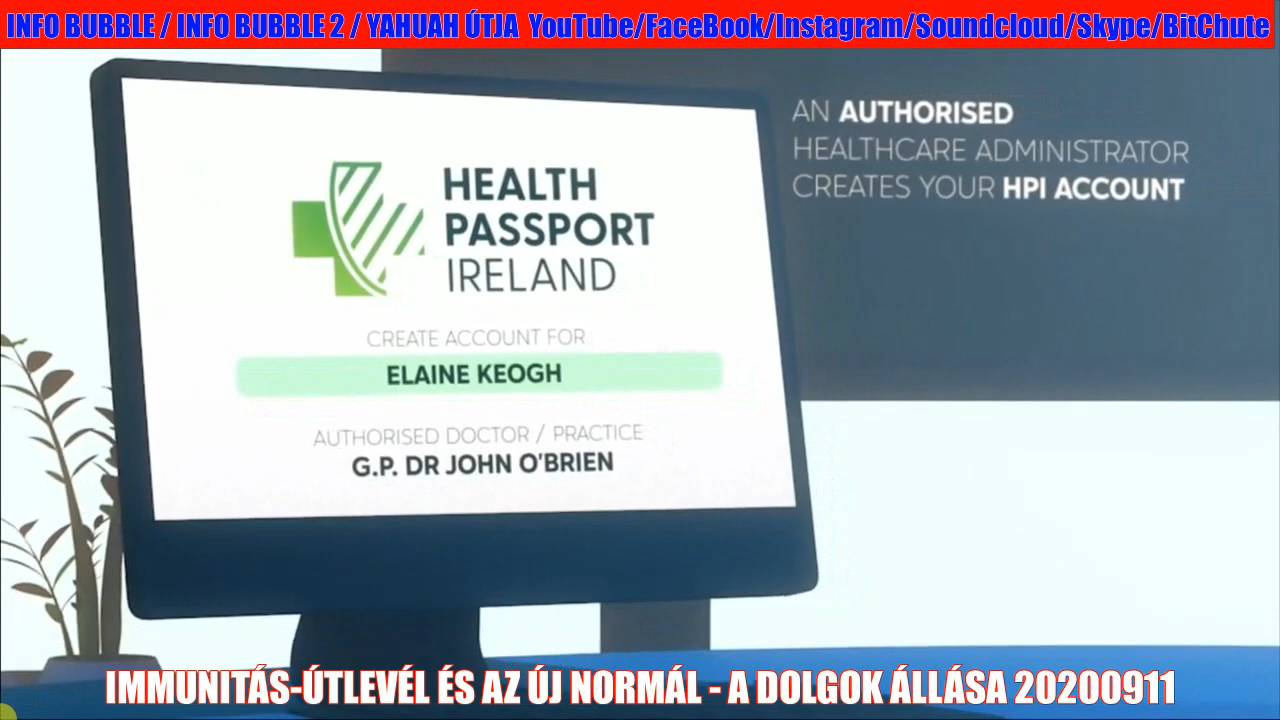 INFO BUBBLE / INFO BUBBLE 2 / YAHUAH ÚTJA YouTube/FaceBook/Instagram/Soundcloud/Skype/BitChute
AN AUTHORISED
HEALTHCARE ADMINISTRATOR
CREATES YOUR HPI ACCOUNT
HEALTH
PASSPORT
IRELAND
CREATE ACCOUNT FOR
ELAINE KEOGH
AUTHORISED DOCTOR / PRACTICE
G.P. DR JOHN O'BRIEN
IMMUNITÁS-ÚTLEVÉL ÉS AZ ÚJ NORMÁL - A DOLGOK ÁLLÁSA 20200911